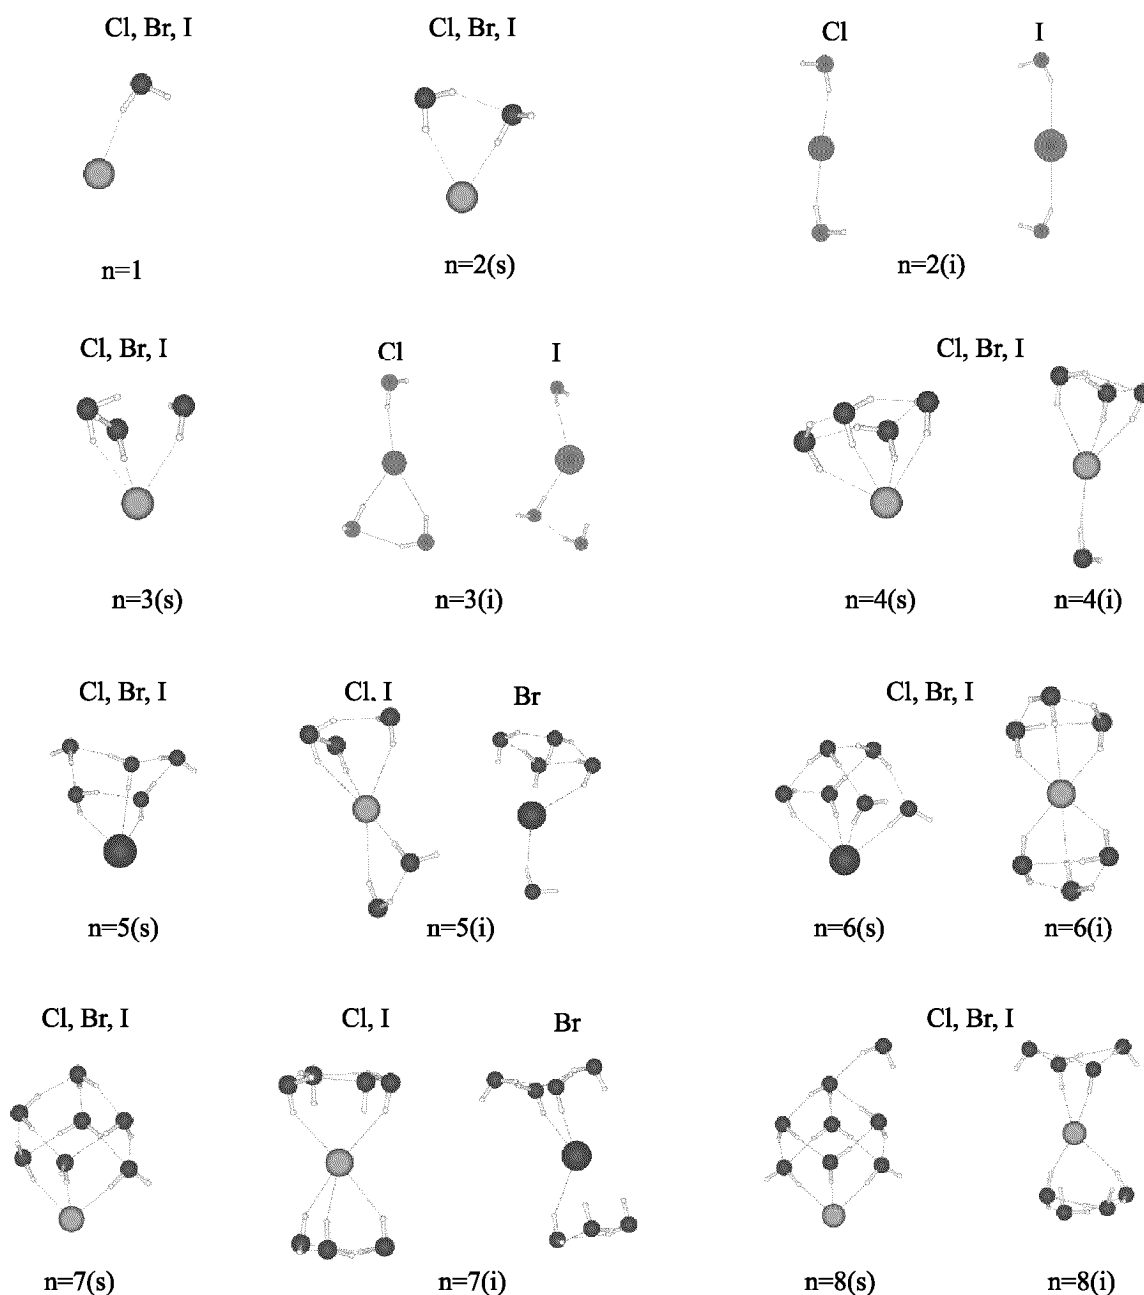 Cl, Br, I
Cl, Br, I
Cl
I
n=1
n=2(s)
n=2(i)
Cl, Br, I
Cl
I
Cl, Br, I
n=3(s)
n=3(i)
n=4(s)
n=4(i)
Cl, Br, I
Cl, I
Br
Cl, Br, I
n=5(s)
n=5(i)
n=6(s)
n=6(i)
Cl, Br, I
Cl, I
Br
Cl, Br, I
n=7(s)
n=7(i)
n=8(s)
n=8(i)